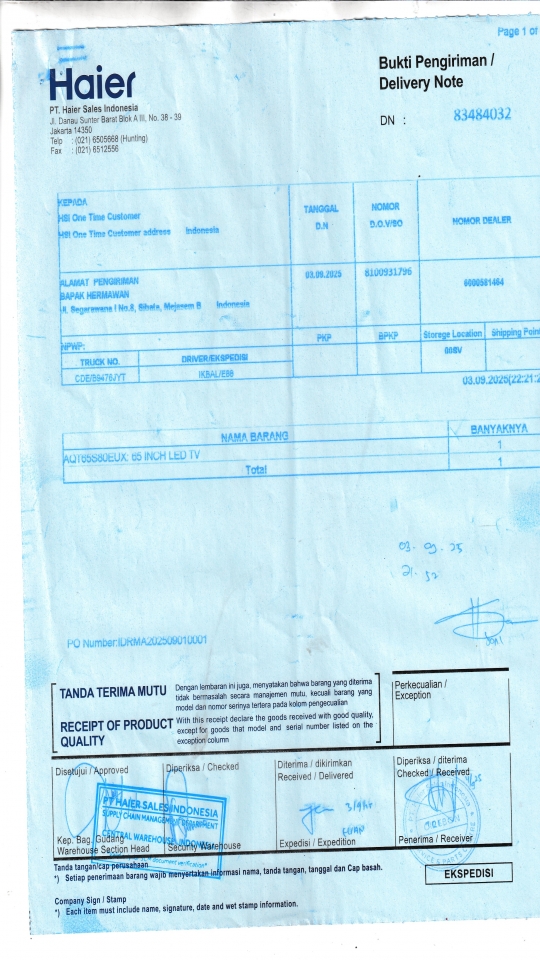 Page 1 of
Haier
PT. Haier Sales Indonesia
Jl. Danau Sunter Barat Blok A III, No. 38 - 39
Jakarta 14350
Telp : (021) 6505668 (Hunting)
Fax : (021) 6512556
Bukti Pengiriman /
Delivery Note
DN : 83484032
KEPADA
HSI One Time Customer
HSI One Time Customer address Indonesia
TANGGAL
D.N
NOMOR
D.O.V/SO
NOMOR DEALER
ALAMAT PENGIRIMAN
BAPAK HERMAWAN
Indonesia
03.09.2025
8100931796
NPWP:
PKP
BPKP
Storage Location
Shipping Point
TRUCK NO.
DRIVER/EKSPEDISI
03.09.2025
NAMA BARANG
BANYAKNYA
AQT65S80EUX: 65 INCH LED TV
1
Total
1
03. 09. 25
21. 32
Joni
PO Number:IDRMA202509010001
TANDA TERIMA MUTU
Dengan lembaran ini juga, menyatakan bahwa barang yang diterima
tidak bermasalah secara manajemen mutu, kecuali barang yang
model dan nomor serinya tertera pada kolom pengecualian
RECEIPT OF PRODUCT
QUALITY
With this receipt declare the goods received with good quality,
except for goods that model and serial number listed on the
exception column
Perkecualian /
Exception
Disetujui / Approved
Diperiksa / Checked
Diterima / dikirimkan
Received / Delivered
Diperiksa / diterima
Checked / Received
PT HAIER SALES INDONESIA
SUPPLY CHAIN MANAGEMENT DEPARTMENT
CENTRAL WAREHOUSE INDONESIA
document verification*
Kep. Bag. Gudang
Warehouse Section Head
Security Warehouse
Expedisi / Expedition
Penerima / Receiver
Tanda tangan/cap perusahaan
*) Setiap penerimaan barang wajib menyertakan informasi nama, tanda tangan, tanggal dan Cap basah.
EKSPEDISI
Company Sign / Stamp
*) Each item must include name, signature, date and wet stamp information.